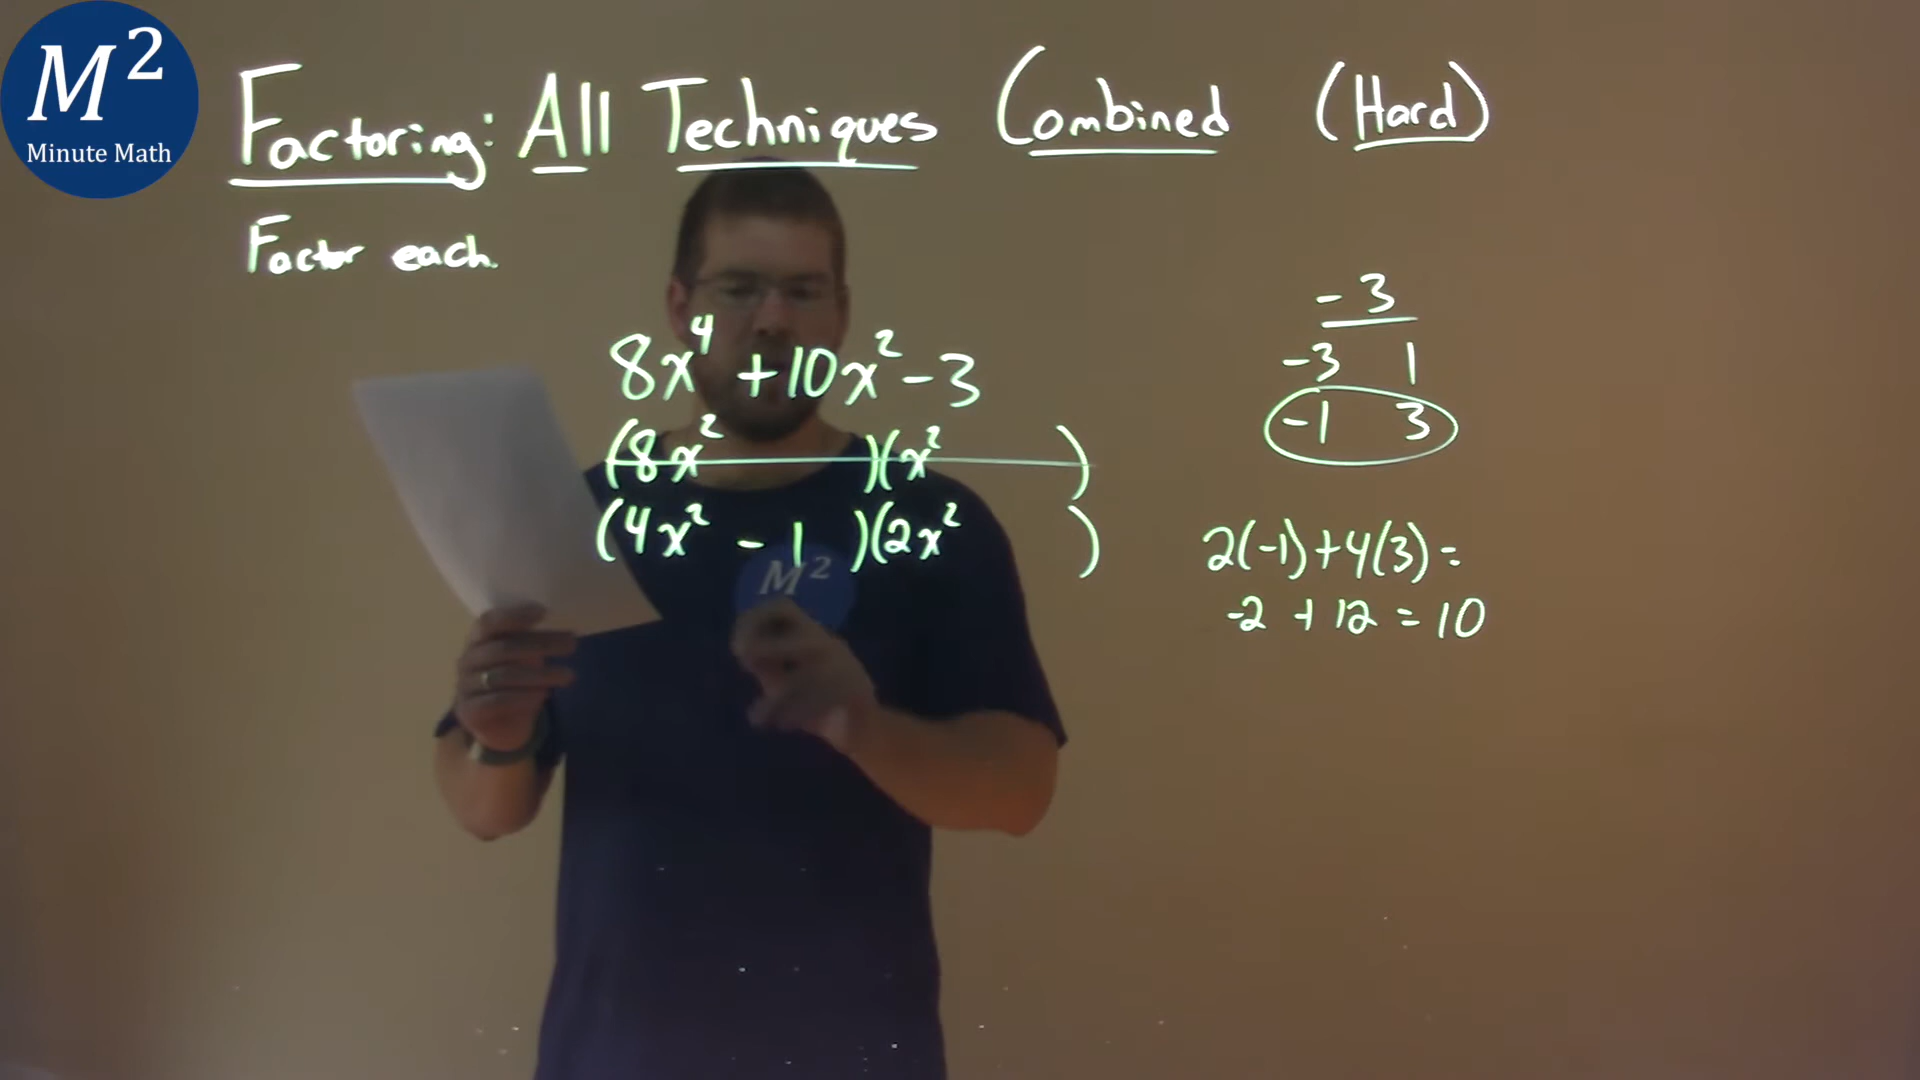 M²
Minute Math
Factoring: All Techniques Combined (Hard)
Factor each.
8x⁴ +10x² -3
(8x² )(x² )
(4x² - 1 )(2x² )
M²
-3
-3 1
-1 3
2(-1)+4(3)=
-2 + 12 = 10